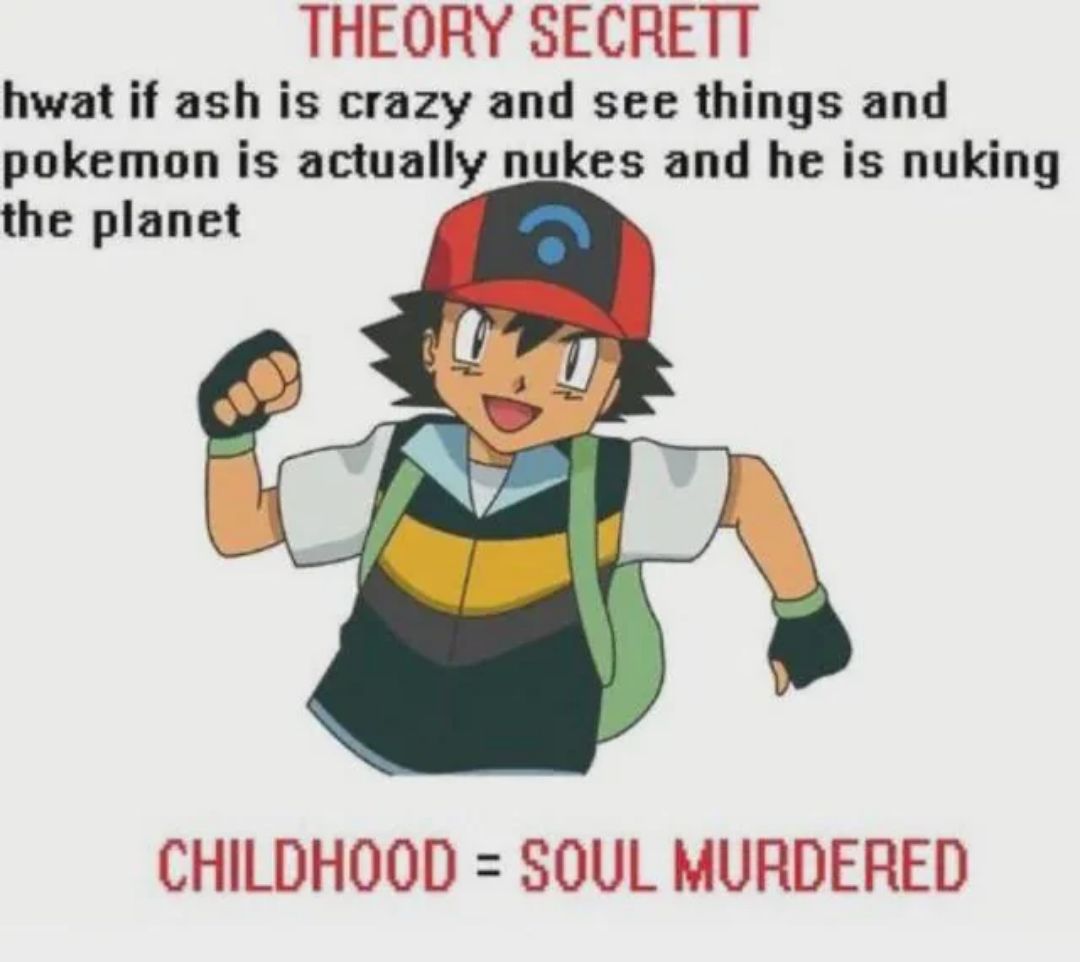 THEORY SECRETT
hwat if ash is crazy and see things and
pokemon is actually nukes and he is nuking
the planet
CHILDHOOD = SOUL MURDERED